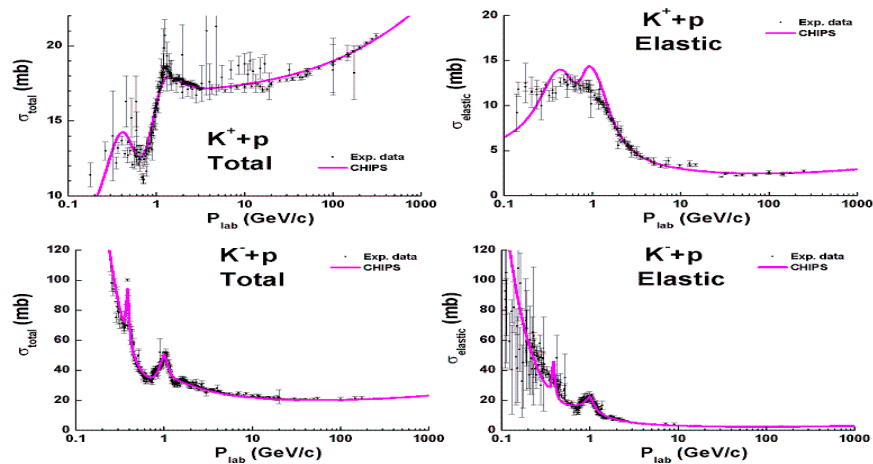 K⁺+p
Total
Exp. data
CHIPS
σtotal (mb)
20
15
10
0.1
1
10
100
1000
Plab (GeV/c)
K⁺+p
Elastic
Exp. data
CHIPS
σelastic (mb)
20
15
10
5
0
0.1
1
10
100
1000
Plab (GeV/c)
K⁻+p
Total
Exp. data
CHIPS
σtotal (mb)
120
100
80
60
40
20
0
0.1
1
10
100
1000
Plab (GeV/c)
K⁻+p
Elastic
Exp. data
CHIPS
σelastic (mb)
120
100
80
60
40
20
0
0.1
1
10
100
1000
Plab (GeV/c)